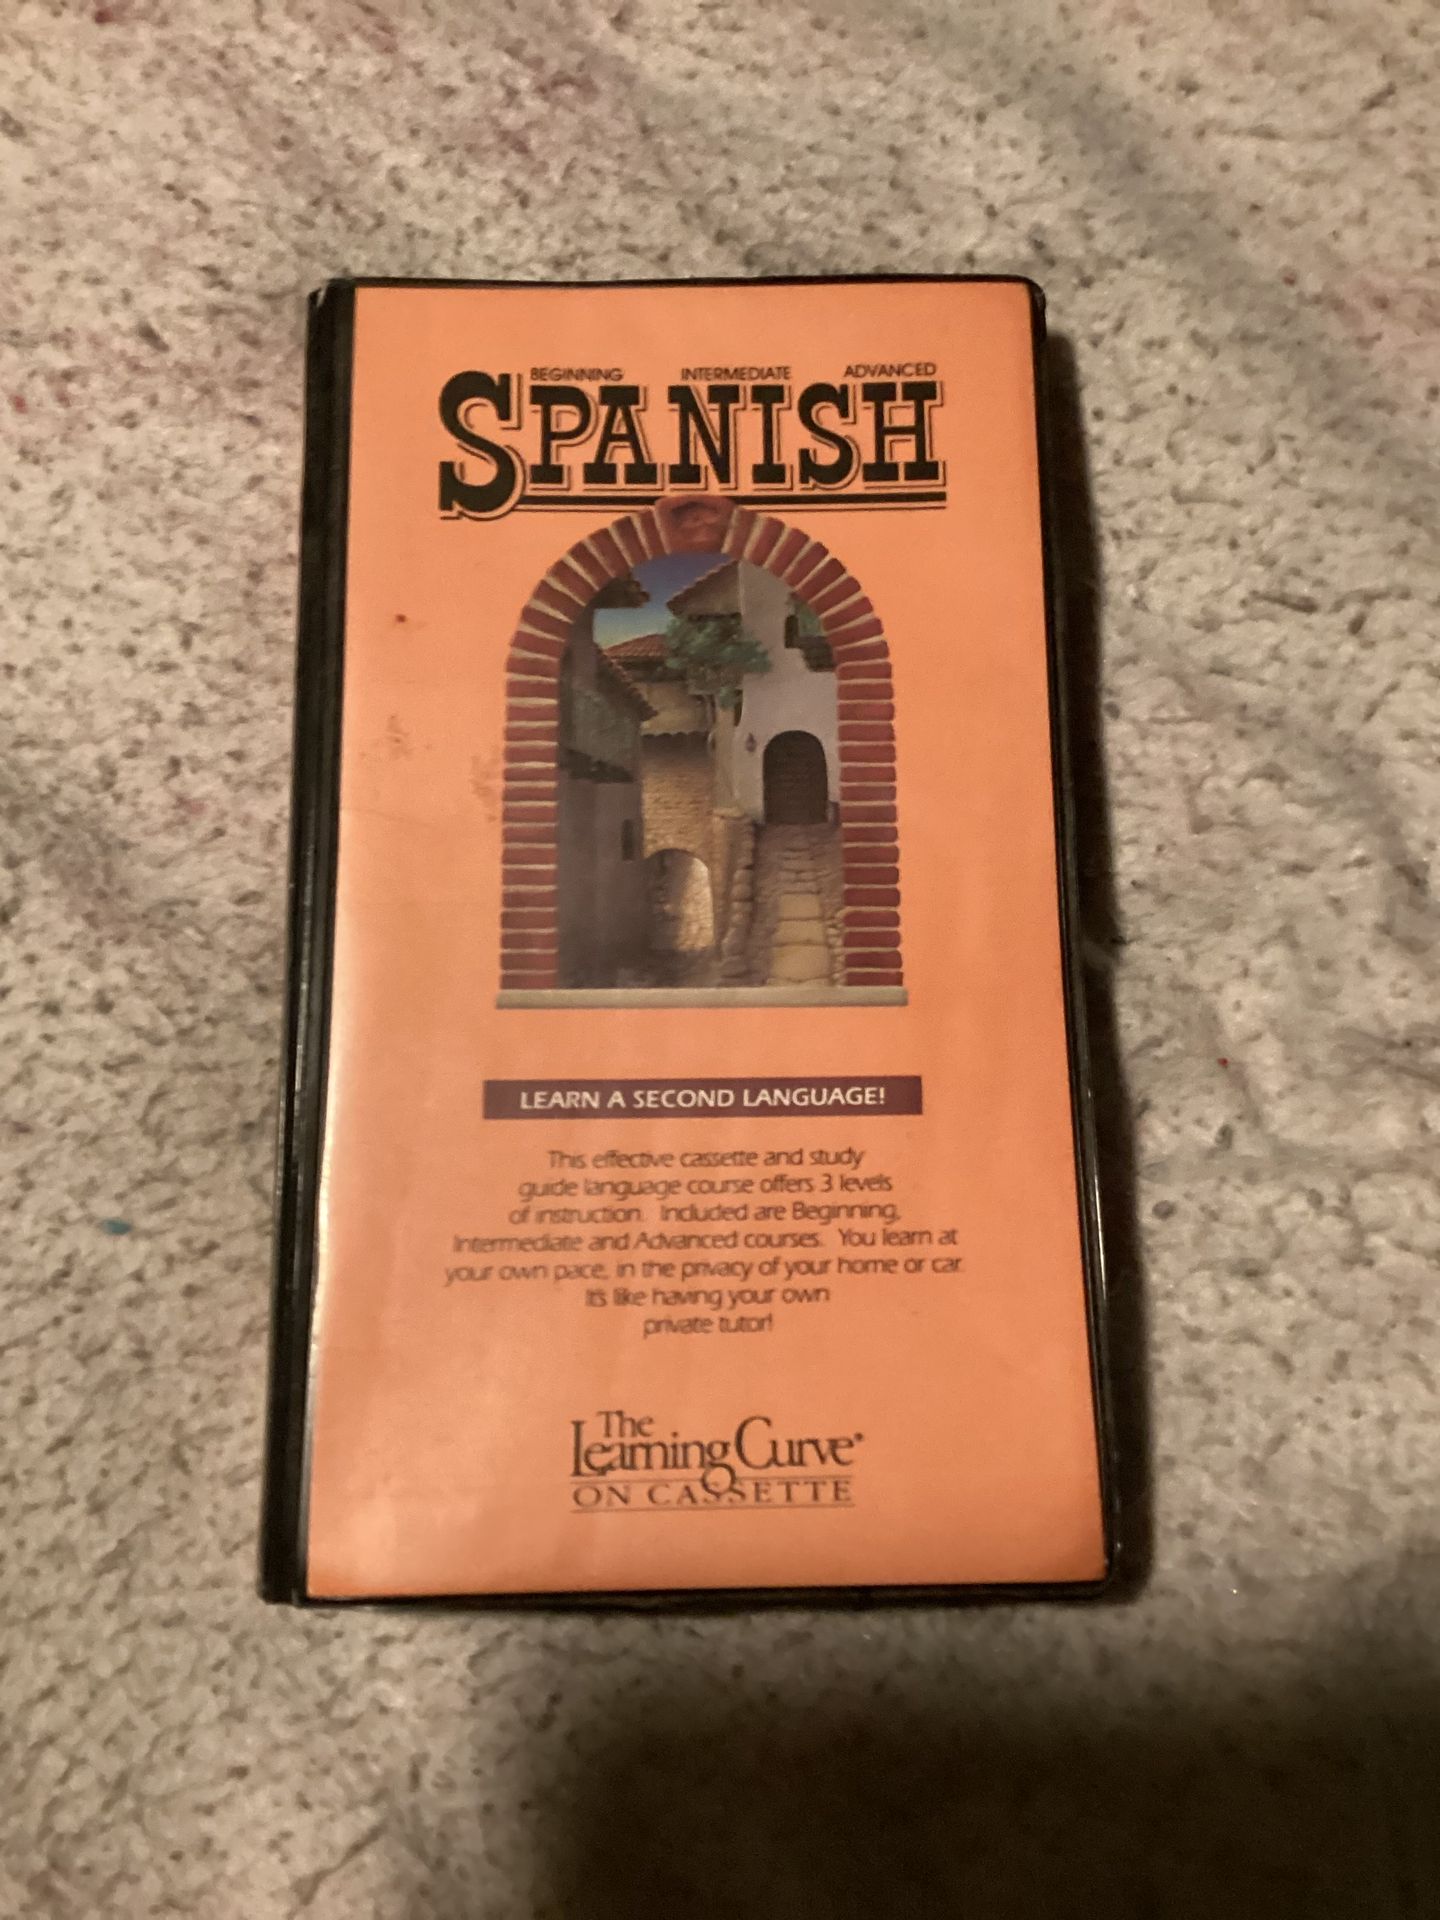 BEGINNING INTERMEDIATE ADVANCED
SPANISH
LEARN A SECOND LANGUAGE!
This effective cassette and study
guide language course offers 3 levels
of instruction. Included are Beginning,
Intermediate and Advanced courses. You learn at
your own pace, in the privacy of your home or car.
It's like having your own
private tutor!
The
Learning Curve®
ON CASSETTE